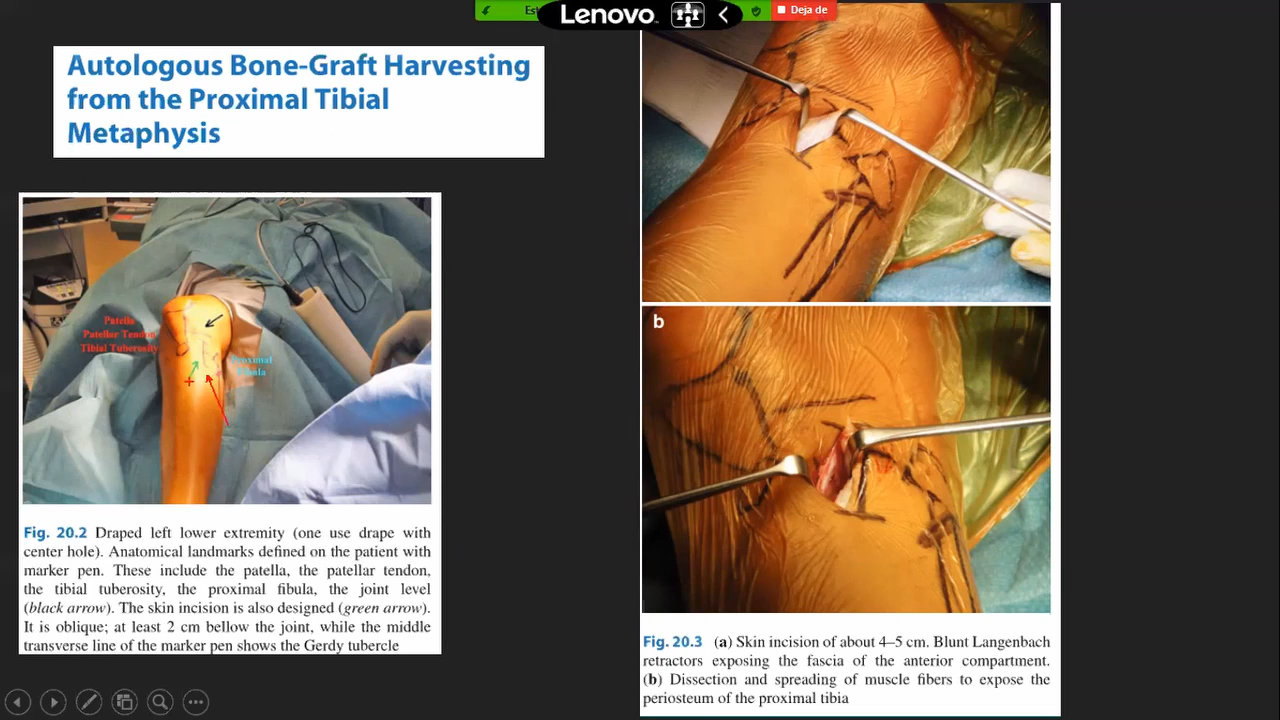 Lenovo
Deja de
Autologous Bone-Graft Harvesting
from the Proximal Tibial
Metaphysis
Patella
Patellar Tendon
Tibial Tuberosity
Fig. 20.2 Draped left lower extremity (one use drape with
center hole). Anatomical landmarks defined on the patient with
marker pen. These include the patella, the patellar tendon,
the tibial tuberosity, the proximal fibula, the joint level
(black arrow). The skin incision is also designed (green arrow).
It is oblique; at least 2 cm bellow the joint, while the middle
transverse line of the marker pen shows the Gerdy tubercle
b
Fig. 20.3 (a) Skin incision of about 4–5 cm. Blunt Langenbach
retractors exposing the fascia of the anterior compartment.
(b) Dissection and spreading of muscle fibers to expose the
periosteum of the proximal tibia